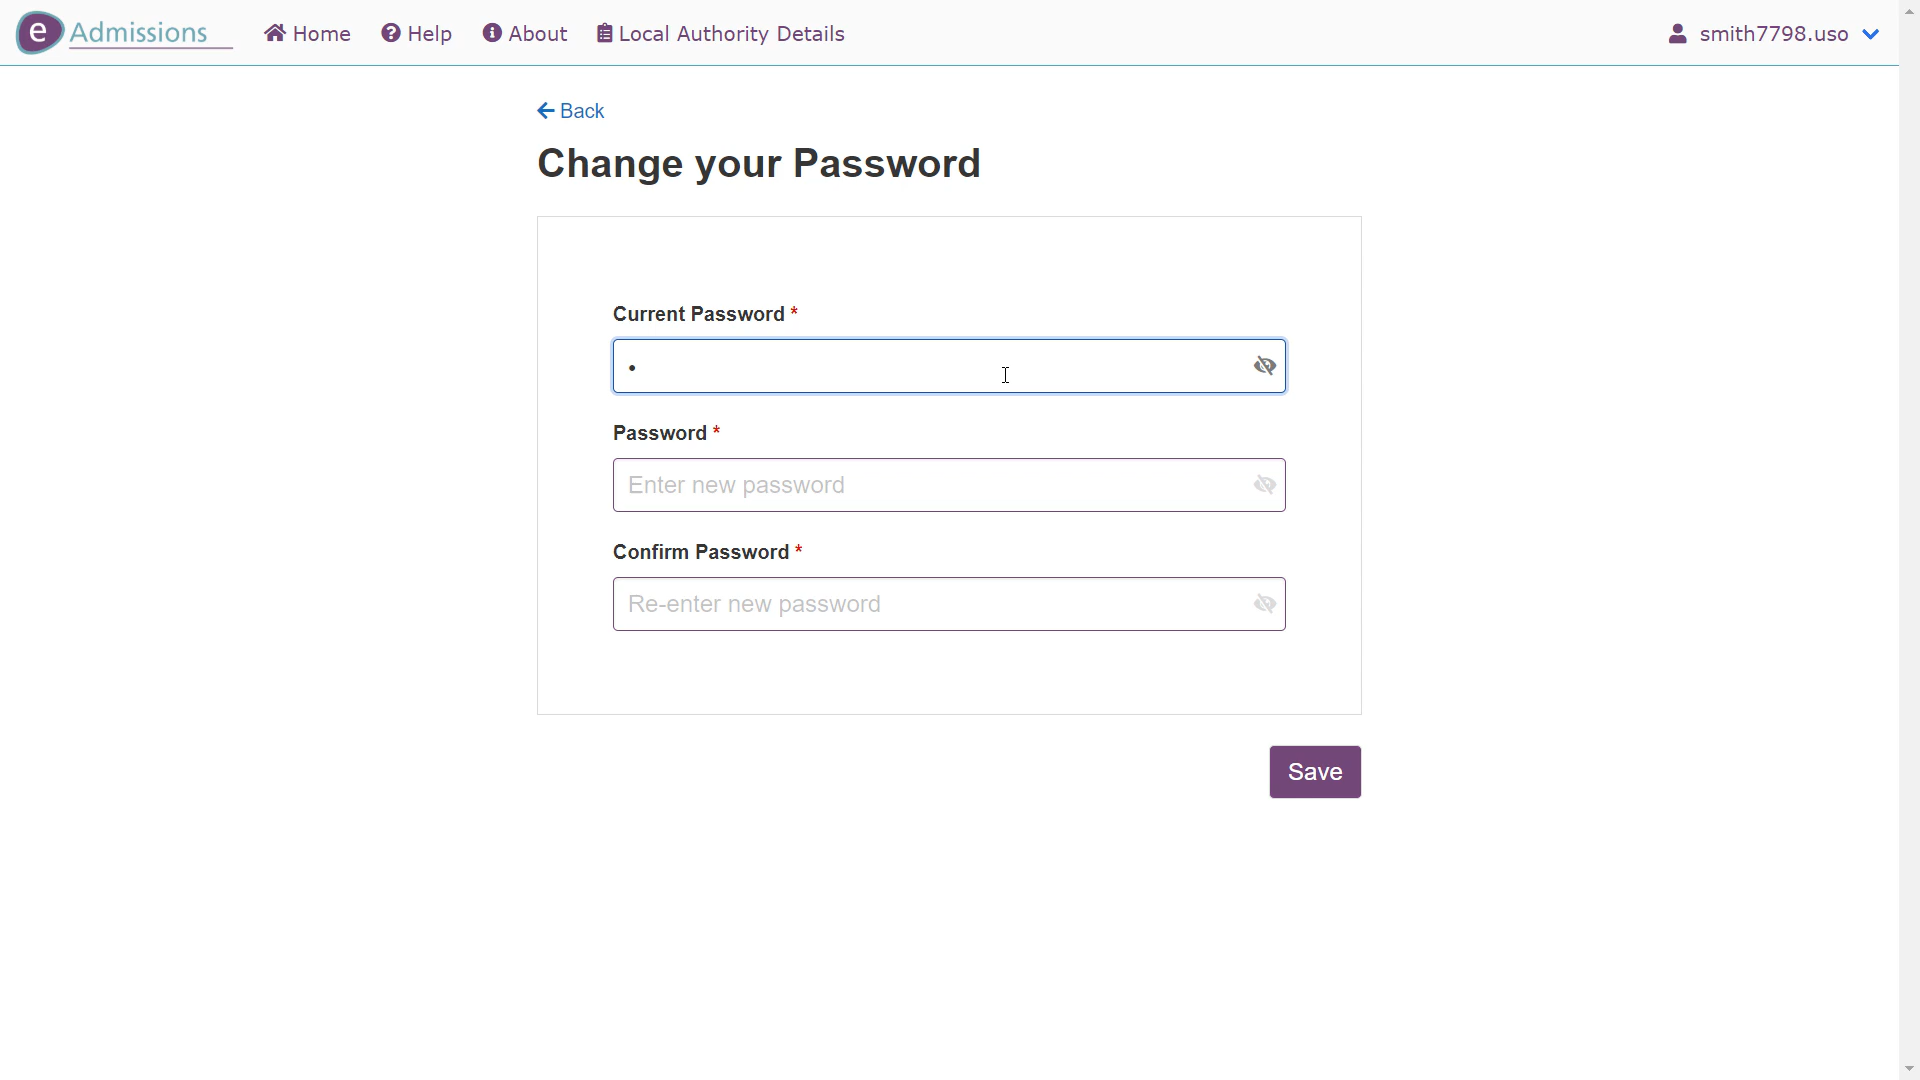 e Admissions
Home
Help
About
Local Authority Details
smith7798.uso
Back
Change your Password
Current Password *
•
Password *
Enter new password
Confirm Password *
Re-enter new password
Save